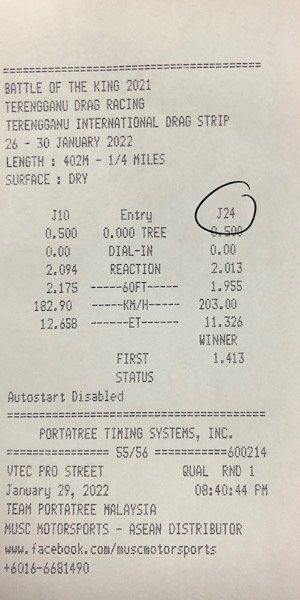 =====================================
BATTLE OF THE KING 2021
TERENGGANU DRAG RACING
TERENGGANU INTERNATIONAL DRAG STRIP
26 - 30 JANUARY 2022
LENGTH : 402M - 1/4 MILES
SURFACE : DRY
J10 Entry J24
0.500 0.000 TREE 0.500
0.00 DIAL-IN 0.00
2.094 REACTION 2.013
2.175 -----60FT----- 1.955
182.90 -----KM/H----- 203.00
12.658 ------ET------ 11.326
WINNER
FIRST 1.413
STATUS
Autostart Disabled
=====================================
PORTATREE TIMING SYSTEMS, INC.
================ 55/56 ===========600214
VTEC PRO STREET QUAL RND 1
January 29, 2022 08:40:44 PM
TEAM PORTATREE MALAYSIA
MUSC MOTORSPORTS - ASEAN DISTRIBUTOR
www.facebook.com/muscmotorsports
+6016-6681490